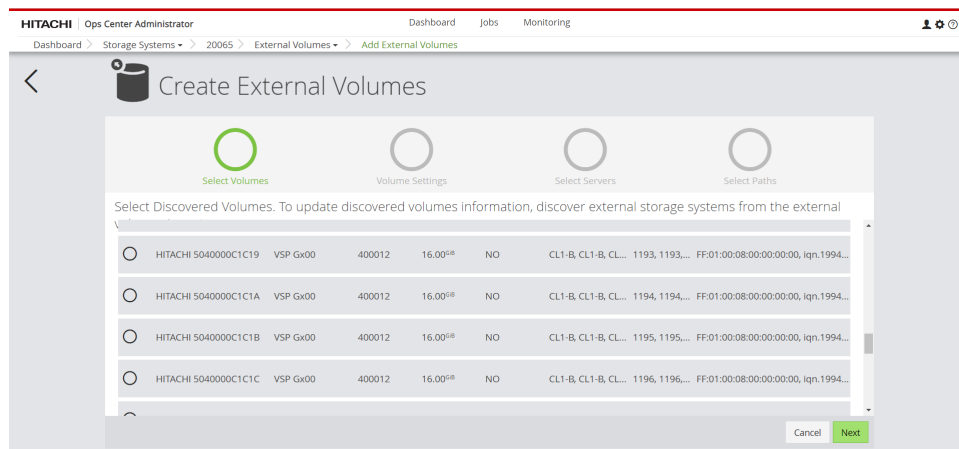 HITACHI Ops Center Administrator Dashboard Jobs Monitoring
Dashboard Storage Systems 20065 External Volumes Add External Volumes
Create External Volumes
Select Volumes Volume Settings Select Servers Select Paths
Select Discovered Volumes. To update discovered volumes information, discover external storage systems from the external
HITACHI 5040000C1C19 VSP Gx00 400012 16.00GiB NO CL1-B, CL1-B, CL... 1193, 1193,... FF:01:00:08:00:00:00:00, iqn.1994...
HITACHI 5040000C1C1A VSP Gx00 400012 16.00GiB NO CL1-B, CL1-B, CL... 1194, 1194,... FF:01:00:08:00:00:00:00, iqn.1994...
HITACHI 5040000C1C1B VSP Gx00 400012 16.00GiB NO CL1-B, CL1-B, CL... 1195, 1195,... FF:01:00:08:00:00:00:00, iqn.1994...
HITACHI 5040000C1C1C VSP Gx00 400012 16.00GiB NO CL1-B, CL1-B, CL... 1196, 1196,... FF:01:00:08:00:00:00:00, iqn.1994...
Cancel Next